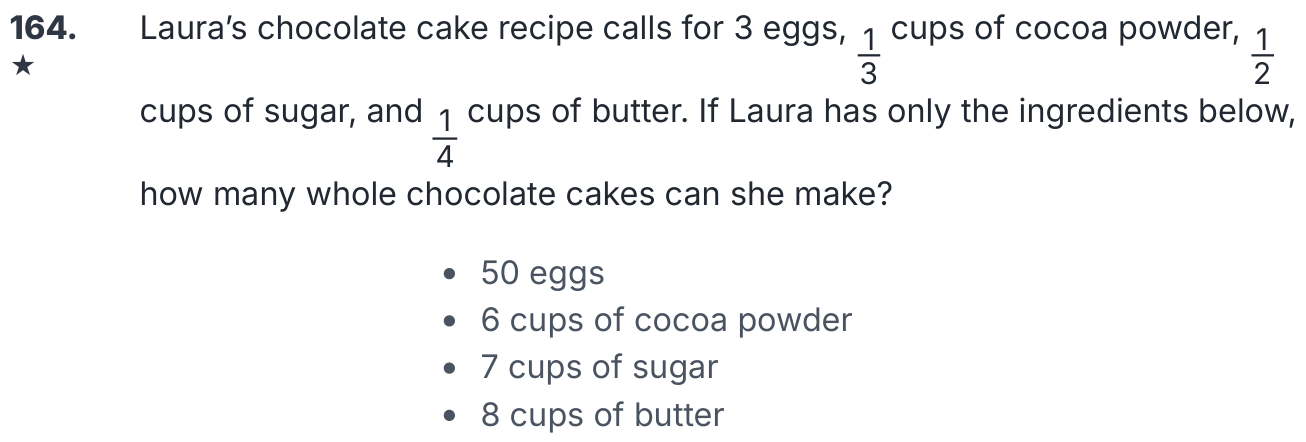 164. Laura’s chocolate cake recipe calls for 3 eggs, 1/3 cups of cocoa powder, 1/2
★
cups of sugar, and 1/4 cups of butter. If Laura has only the ingredients below,
how many whole chocolate cakes can she make?
• 50 eggs
• 6 cups of cocoa powder
• 7 cups of sugar
• 8 cups of butter